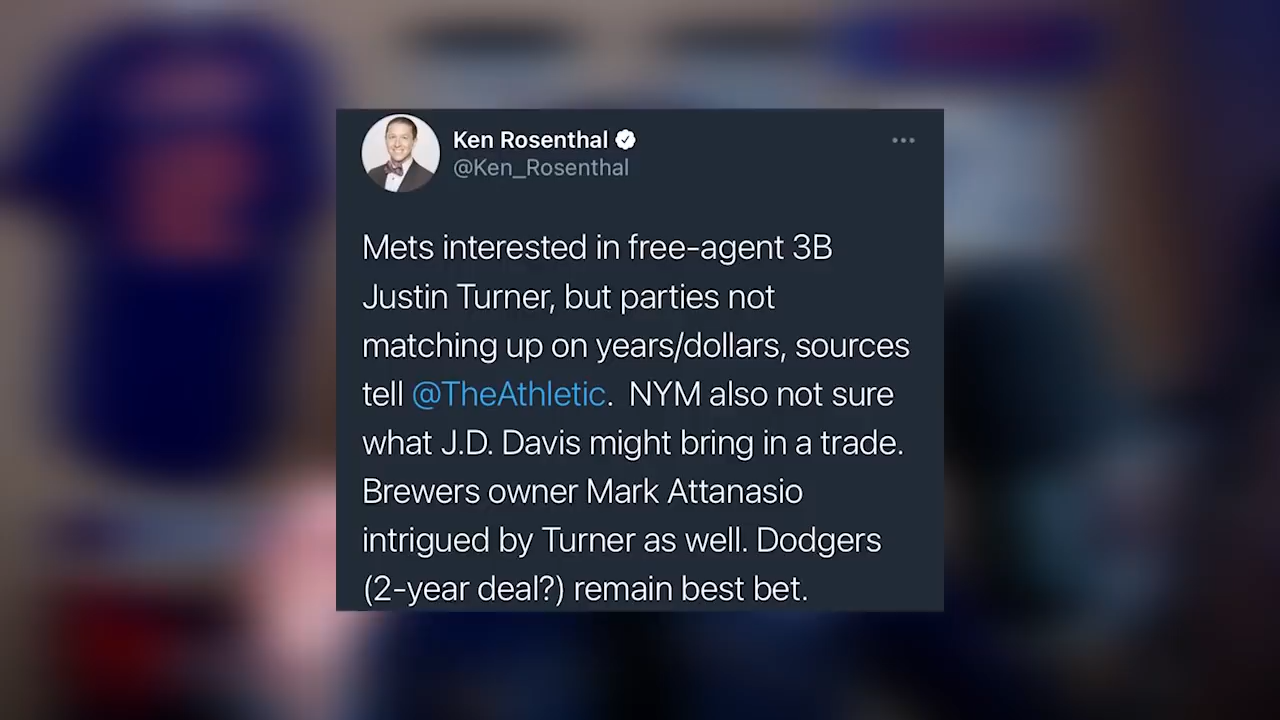 Ken Rosenthal
@Ken_Rosenthal
Mets interested in free-agent 3B
Justin Turner, but parties not
matching up on years/dollars, sources
tell @TheAthletic.  NYM also not sure
what J.D. Davis might bring in a trade.
Brewers owner Mark Attanasio
intrigued by Turner as well. Dodgers
(2-year deal?) remain best bet.